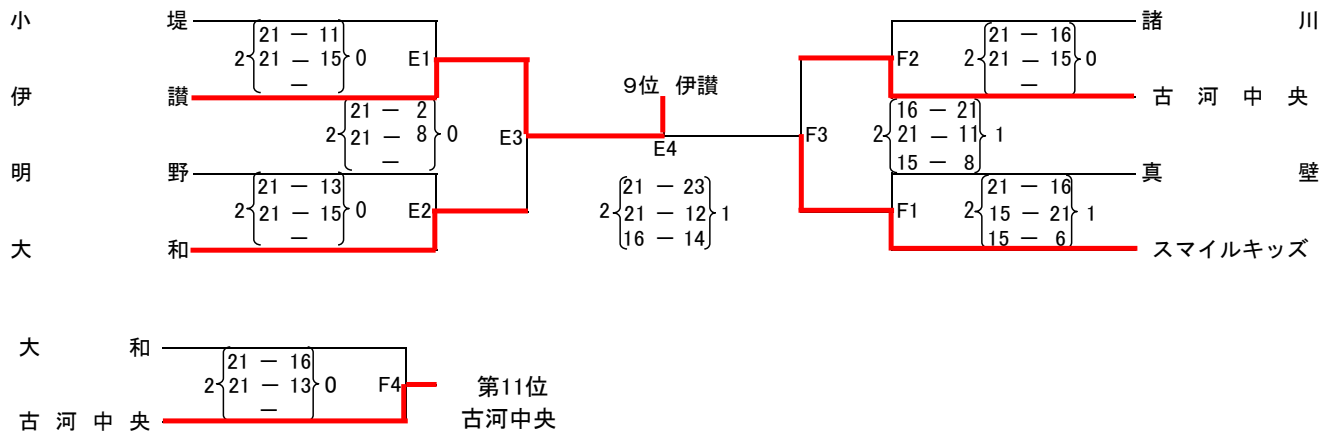 小堤
21 － 11
2 21 － 15 0
－
E1
伊讃
21 － 2
2 21 － 8 0
－
E3
明野
21 － 13
2 21 － 15 0
－
E2
大和
9位 伊讃
E4
21 － 23
2 21 － 12 1
16 － 14
諸川
21 － 16
2 21 － 15 0
－
F2
古河中央
16 － 21
2 21 － 11 1
15 － 8
F3
真壁
21 － 16
2 15 － 21 1
15 － 6
F1
スマイルキッズ
大和
21 － 16
2 21 － 13 0
－
F4
第11位
古河中央
古河中央